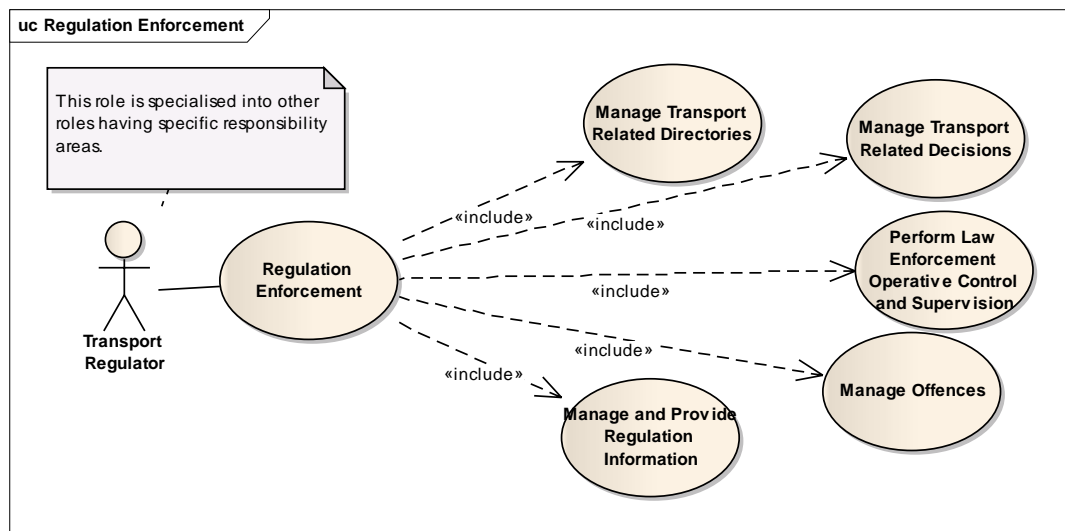 uc Regulation Enforcement
This role is specialised into other
roles having specific responsibility
areas.
Transport
Regulator
Regulation
Enforcement
«include»
«include»
«include»
«include»
«include»
Manage Transport
Related Directories
Manage Transport
Related Decisions
Perform Law
Enforcement
Operative Control
and Supervision
Manage Offences
Manage and Provide
Regulation
Information